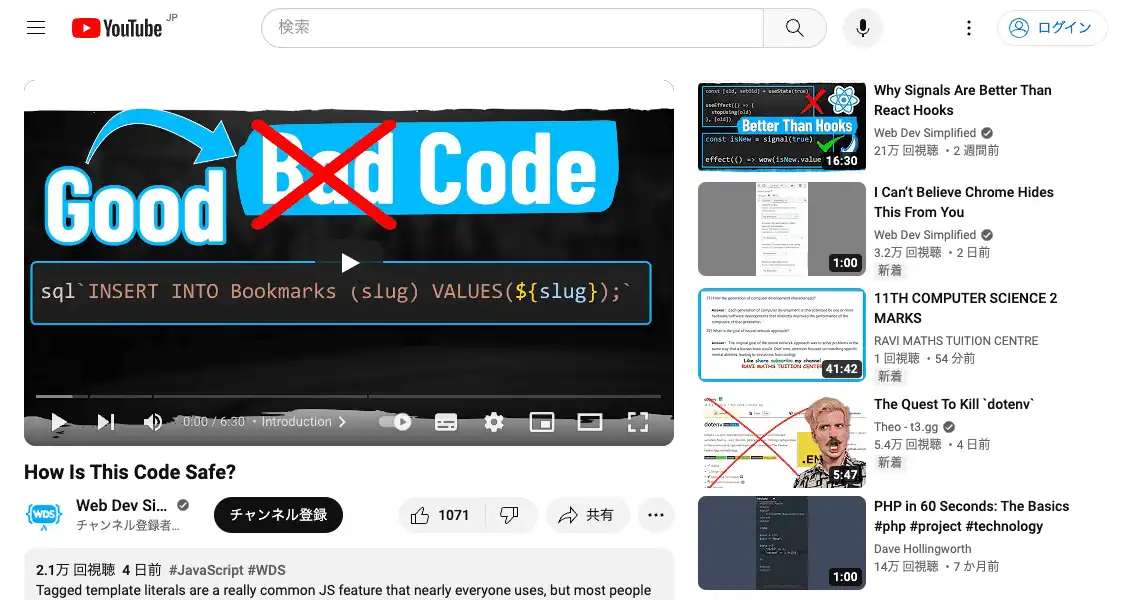 YouTube JP
検索
ログイン
Good
Bad Code
sql`INSERT INTO Bookmarks (slug) VALUES(${slug});`
0:00 / 6:30 • Introduction
How Is This Code Safe?
WDS
Web Dev Si...
チャンネル登録者...
チャンネル登録
1071
共有
2.1万 回視聴 4 日前 #JavaScript #WDS
Tagged template literals are a really common JS feature that nearly everyone uses, but most people
const [old, setOld] = useState(true)
useEffect(() => {
stopUsing(old)
}, [old])
Better Than Hooks
const isNew = signal(true)
effect(() => wow(isNew.value
16:30
Why Signals Are Better Than
React Hooks
Web Dev Simplified
21万 回視聴 • 2 週間前
1:00
I Can't Believe Chrome Hides
This From You
Web Dev Simplified
3.2万 回視聴 • 2 日前
新着
Like share subscribe my channel
RAVI MATHS TUITION CENTER
41:42
11TH COMPUTER SCIENCE 2
MARKS
RAVI MATHS TUITION CENTRE
1 回視聴 • 54 分前
新着
dotenv
.EN
5:47
The Quest To Kill `dotenv`
Theo - t3․gg
5.4万 回視聴 • 4 日前
新着
1:00
PHP in 60 Seconds: The Basics
#php #project #technology
Dave Hollingworth
14万 回視聴 • 7 か月前